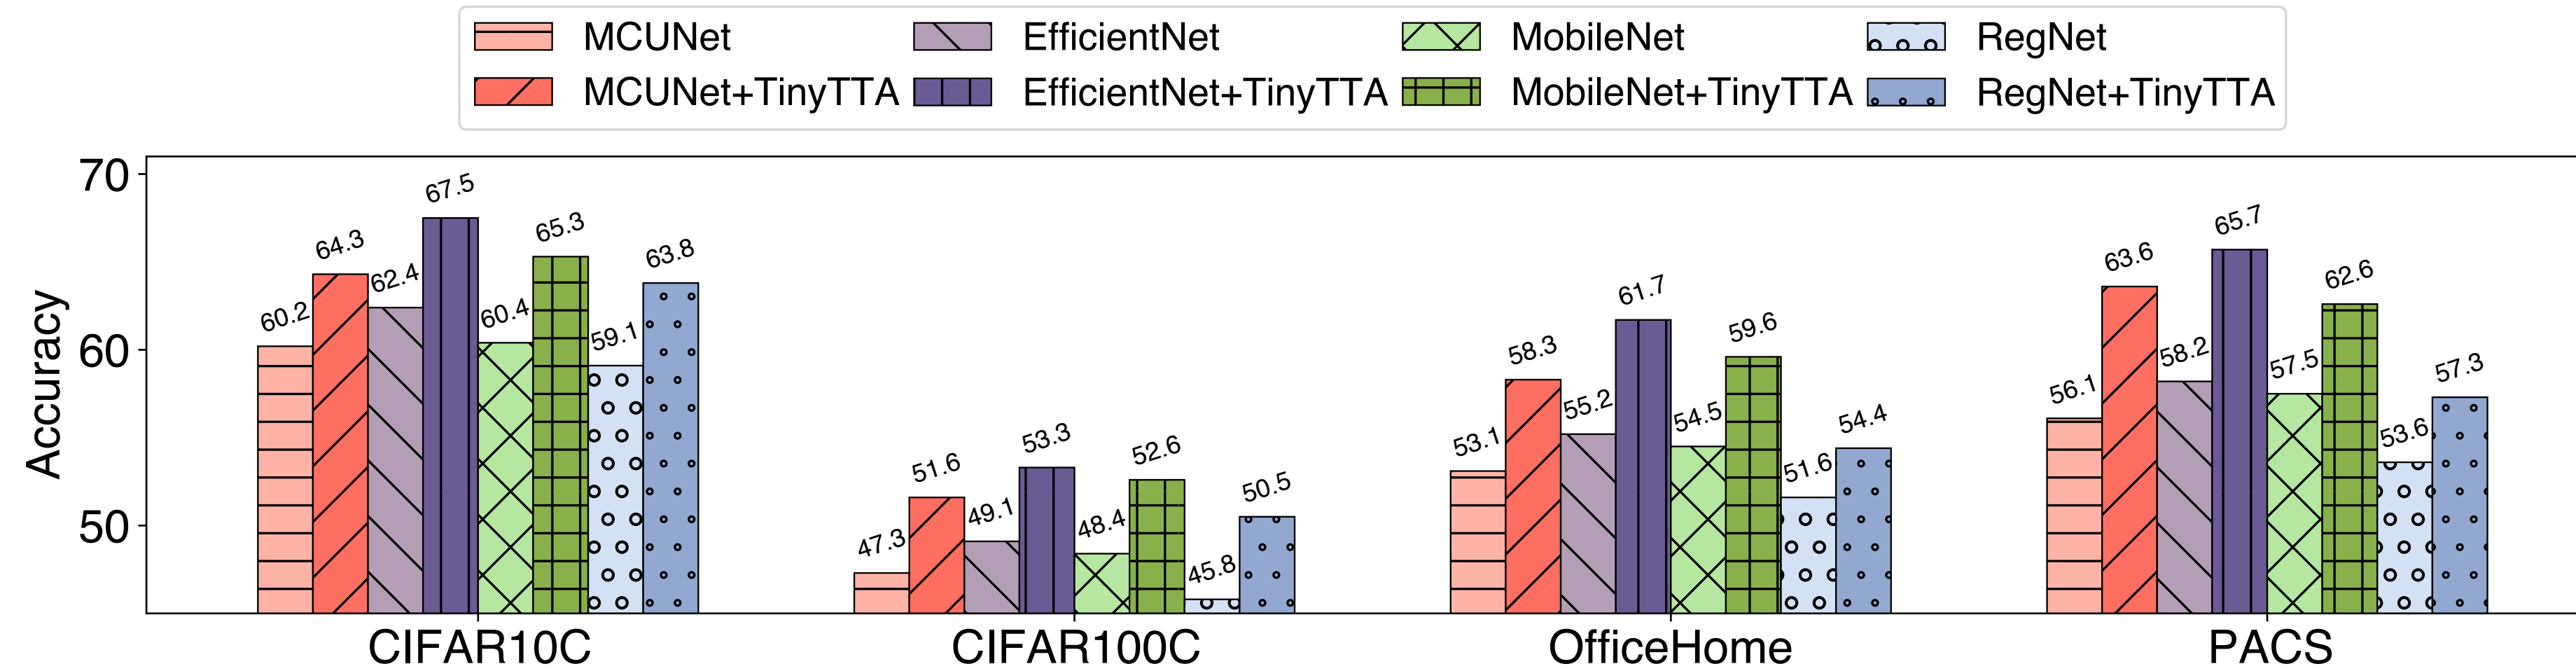 MCUNet EfficientNet MobileNet RegNet
MCUNet+TinyTTA EfficientNet+TinyTTA MobileNet+TinyTTA RegNet+TinyTTA
Accuracy
70
60
50
60.2 64.3 62.4 67.5 60.4 65.3 59.1 63.8
47.3 51.6 49.1 53.3 48.4 52.6 45.8 50.5
53.1 58.3 55.2 61.7 54.5 59.6 51.6 54.4
56.1 63.6 58.2 65.7 57.5 62.6 53.6 57.3
CIFAR10C CIFAR100C OfficeHome PACS